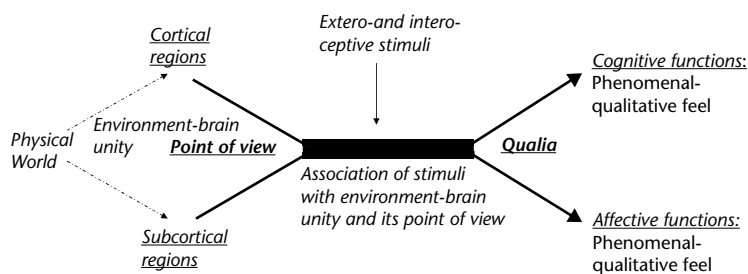 Cortical
regions
Extero-and intero-
ceptive stimuli
Cognitive functions:
Phenomenal-
qualitative feel
Physical
World
Environment-brain
unity
Point of view
Qualia
Association of stimuli
with environment-brain
unity and its point of view
Subcortical
regions
Affective functions:
Phenomenal-
qualitative feel